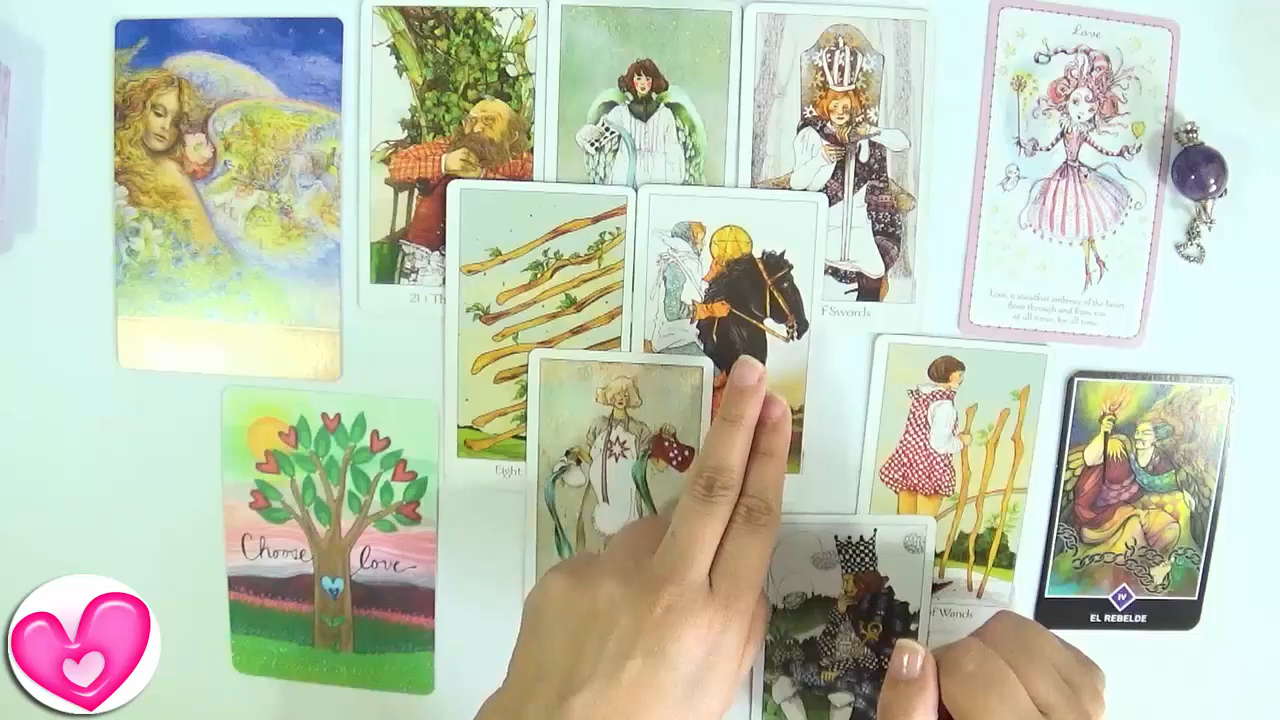 Love
Love, a steadfast embrace of the heart,
flows through and from you
at all times, for all time.
21 : Th
f Swords
Eight
Choose love
f Wands
IV
EL REBELDE